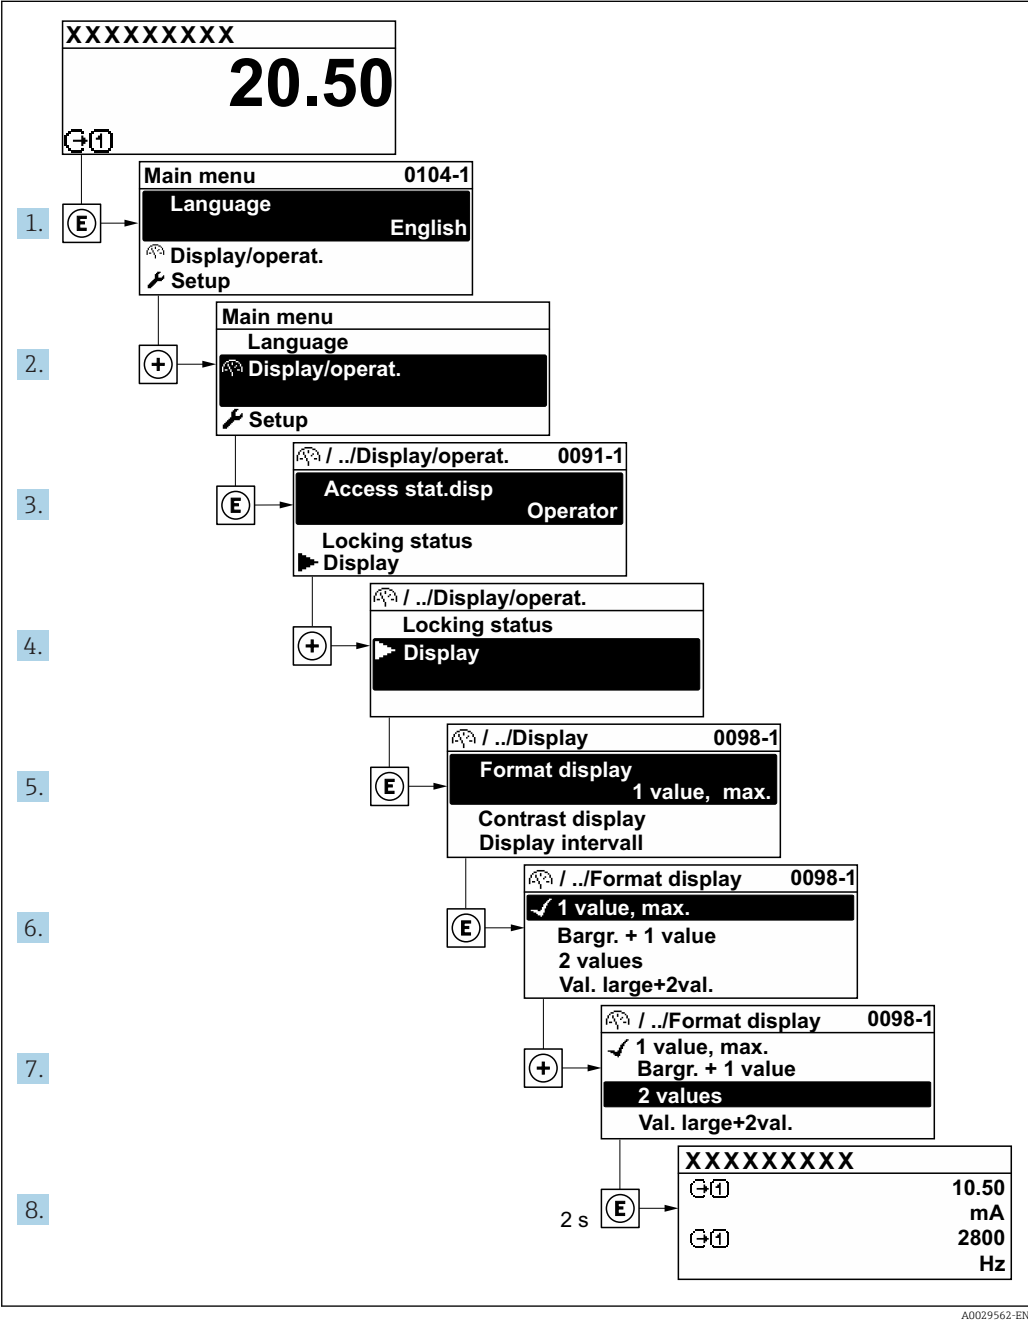 XXXXXXXXX
20.50
1
Main menu 0104-1
Language
English
Display/operat.
Setup
1. E
Main menu
Language
Display/operat.
Setup
2. +
/ ../Display/operat. 0091-1
Access stat.disp
Operator
Locking status
Display
3. E
/ ../Display/operat.
Locking status
Display
4. +
/ ../Display 0098-1
Format display
1 value, max.
Contrast display
Display intervall
5. E
/ ../Format display 0098-1
1 value, max.
Bargr. + 1 value
2 values
Val. large+2val.
6. E
/ ../Format display 0098-1
1 value, max.
Bargr. + 1 value
2 values
Val. large+2val.
7. +
XXXXXXXXX
1 10.50
mA
1 2800
Hz
8. 2 s E
A0029562-EN